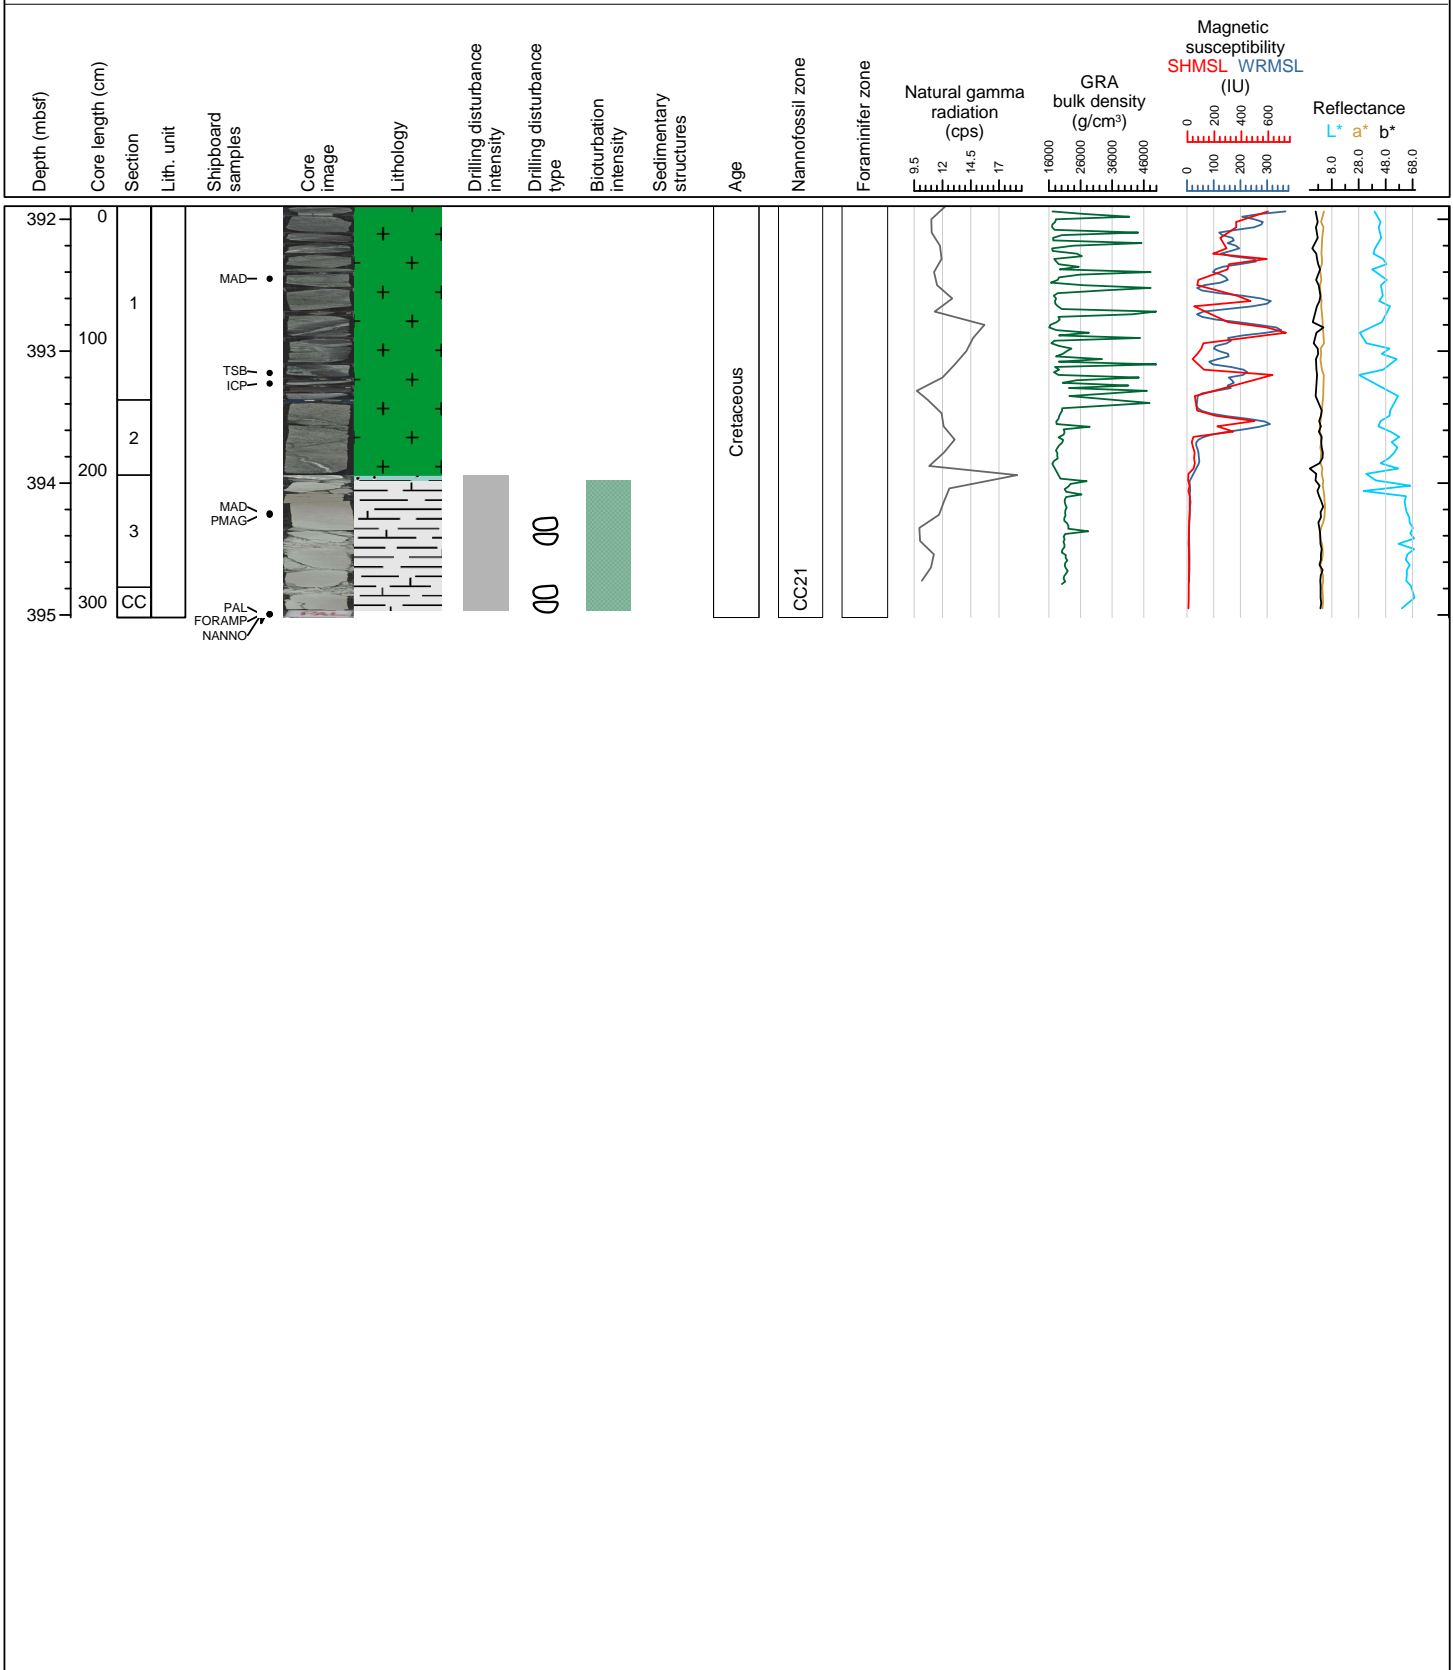 Depth (mbsf)
Core length (cm)
Section
Lith. unit
Shipboard
samples
Core
image
Lithology
Drilling disturbance
intensity
Drilling disturbance
type
Bioturbation
intensity
Sedimentary
structures
Age
Nannofossil zone
Foraminifer zone
Natural gamma
radiation
(cps)
9.5 12 14.5 17
GRA
bulk density
(g/cm³)
16000 26000 36000 46000
Magnetic
susceptibility
SHMSL WRMSL
(IU)
0 200 400 600
0 100 200 300
Reflectance
L* a* b*
8.0 28.0 48.0 68.0
392
393
394
395
0
100
200
300
1
2
3
CC
MAD
TSB
ICP
MAD
PMAG
PAL
FORAMP
NANNO
Cretaceous
CC21